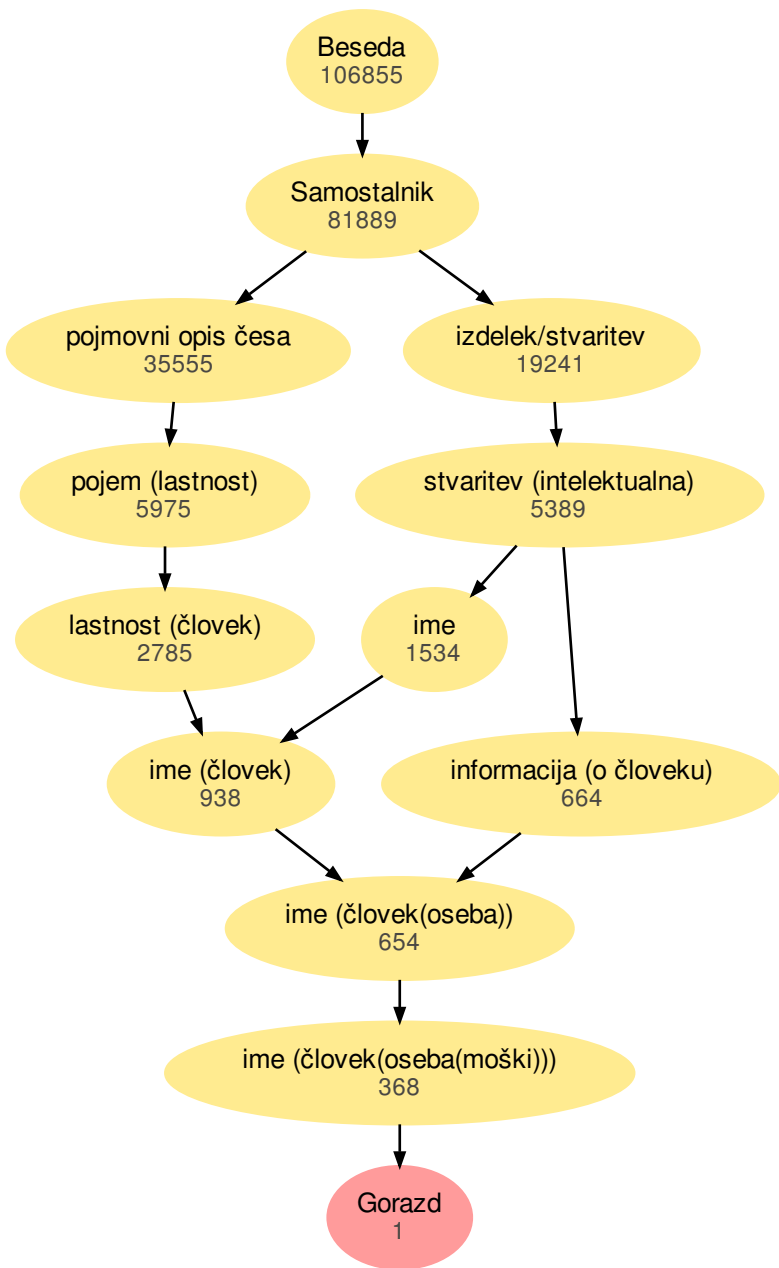 Beseda
106855
Samostalnik
81889
pojmovni opis česa
35555
izdelek/stvaritev
19241
pojem (lastnost)
5975
stvaritev (intelektualna)
5389
lastnost (človek)
2785
ime
1534
ime (človek)
938
informacija (o človeku)
664
ime (človek(oseba))
654
ime (človek(oseba(moški)))
368
Gorazd
1